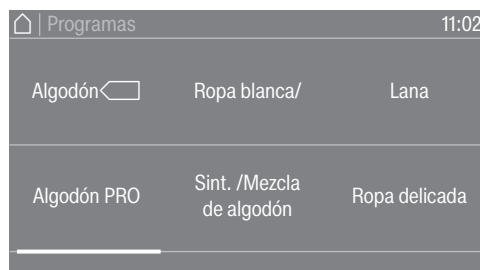 Programas
11:02
Algodón
Ropa blanca/
Lana
Algodón PRO
Sint. /Mezcla
de algodón
Ropa delicada